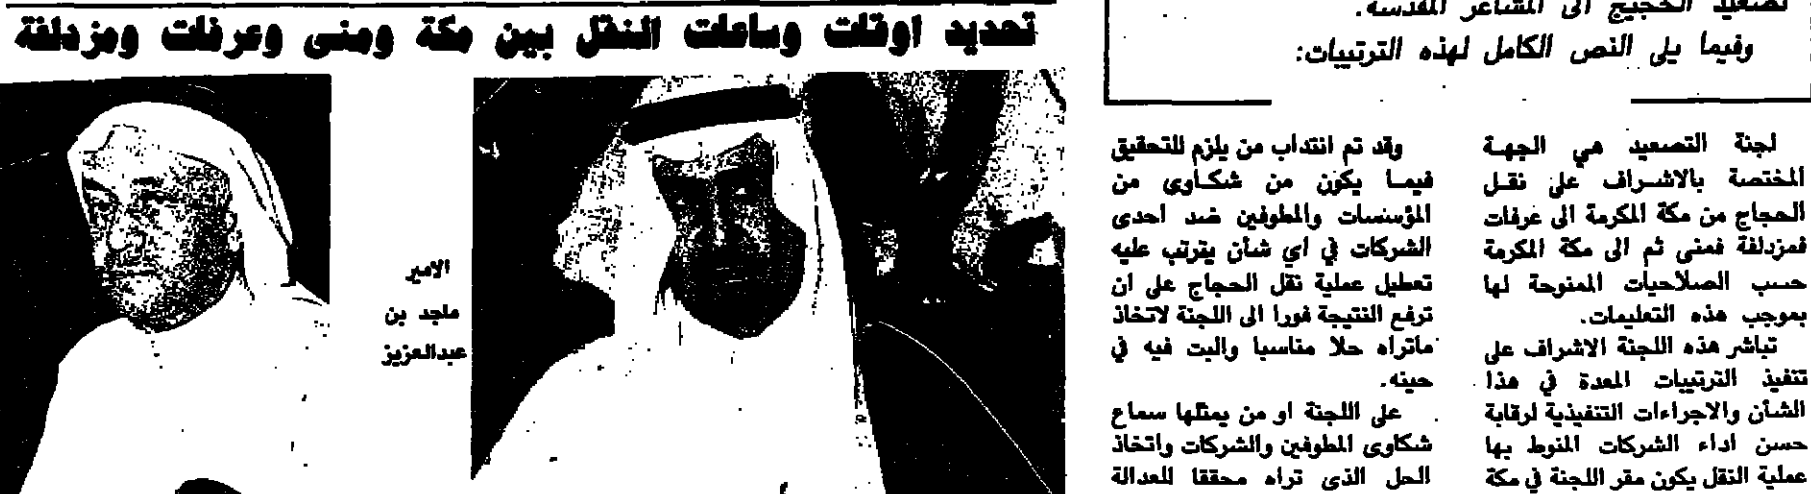 تصعيد الحجيج الى المشاعر المقدسة.
وفيما يلى النص الكامل لهذه الترتيبات:
تحديد اوقات وساعات النقل بين مكة ومنى وعرفات ومزدلفة
الامير
ماجد بن
عبدالعزيز
لجنة التصعيد هي الجهة
المختصة بالاشراف على نقل
الحجاج من مكة المكرمة الى عرفات
فمزدلفة فمنى ثم الى مكة المكرمة
حسب الصلاحيات الممنوحة لها
بموجب هذه التعليمات.
تباشر هذه اللجنة الاشراف على
تنفيذ الترتيبات المعدة في هذا
الشأن والاجراءات التنفيذية لرقابة
حسن اداء الشركات المنوط بها
عملية النقل يكون مقر اللجنة في مكة
وقد تم انتداب من يلزم للتحقيق
فيما يكون من شكاوى من
المؤسسات والمطوفين ضد احدى
الشركات في اي شأن يترتب عليه
تعطيل عملية نقل الحجاج على ان
ترفع النتيجة فورا الى اللجنة لاتخاذ
ماتراه حلا مناسبا والبت فيه في
حينه.
على اللجنة او من يمثلها سماع
شكاوى المطوفين والشركات واتخاذ
الحل الذى تراه محققا للعدالة